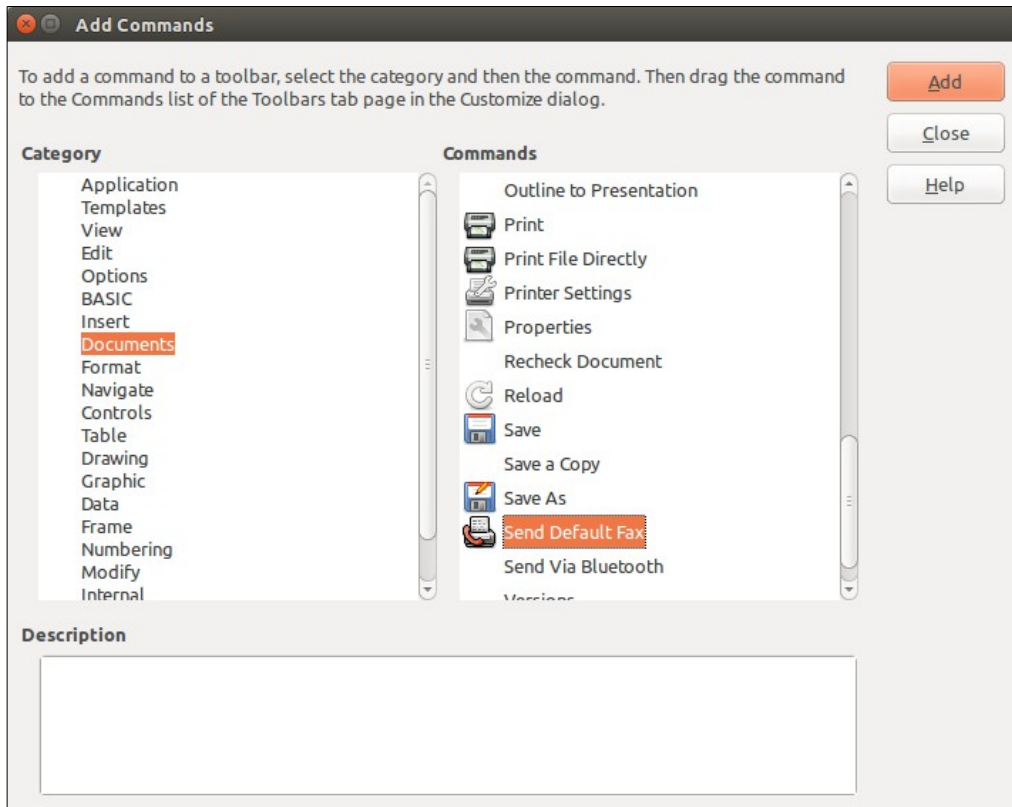 Add Commands
To add a command to a toolbar, select the category and then the command. Then drag the command
to the Commands list of the Toolbars tab page in the Customize dialog.
Add
Close
Help
Category
Application
Templates
View
Edit
Options
BASIC
Insert
Documents
Format
Navigate
Controls
Table
Drawing
Graphic
Data
Frame
Numbering
Modify
Internal
Commands
Outline to Presentation
Print
Print File Directly
Printer Settings
Properties
Recheck Document
Reload
Save
Save a Copy
Save As
Send Default Fax
Send Via Bluetooth
Versions
Description